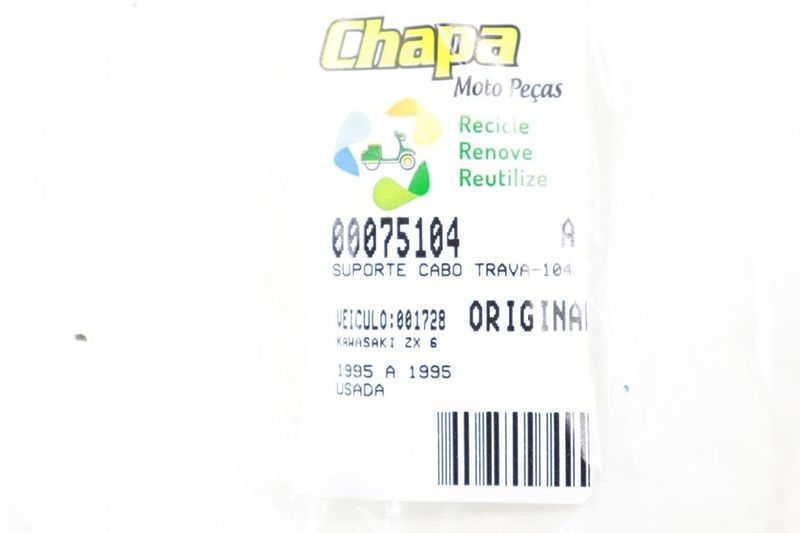 Chapa
Moto Peças
Recicle
Renove
Reutilize
00075104 A
SUPORTE CABO TRAVA-104
VEICULO:001728 ORIGINA
KAWASAKI ZX 6
1995 A 1995
USADA